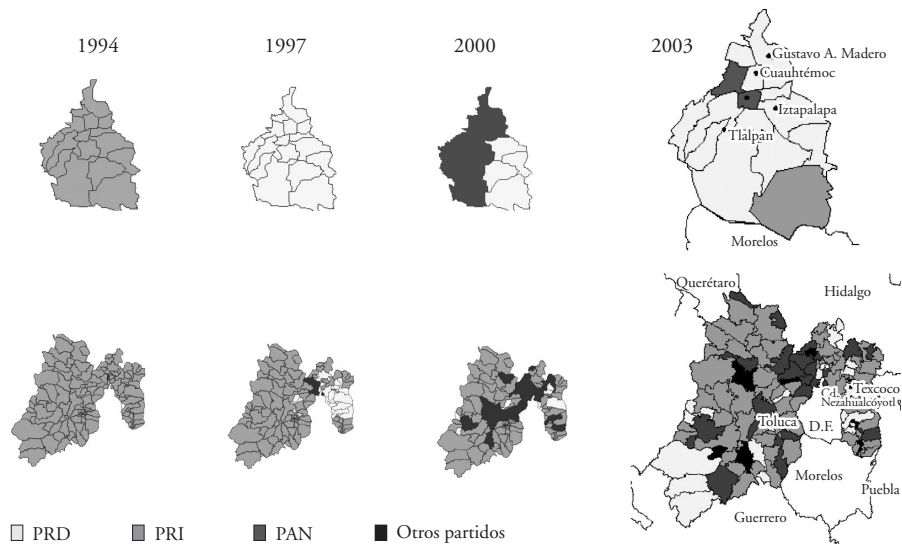 1994
1997
2000
2003
Gustavo A. Madero
Cuauhtémoc
Iztapalapa
Tlalpan
Morelos
Querétaro
Hidalgo
Texcoco
Cd.
Nezahualcóyotl
Toluca
D.F.
Morelos
Puebla
Guerrero
PRD
PRI
PAN
Otros partidos